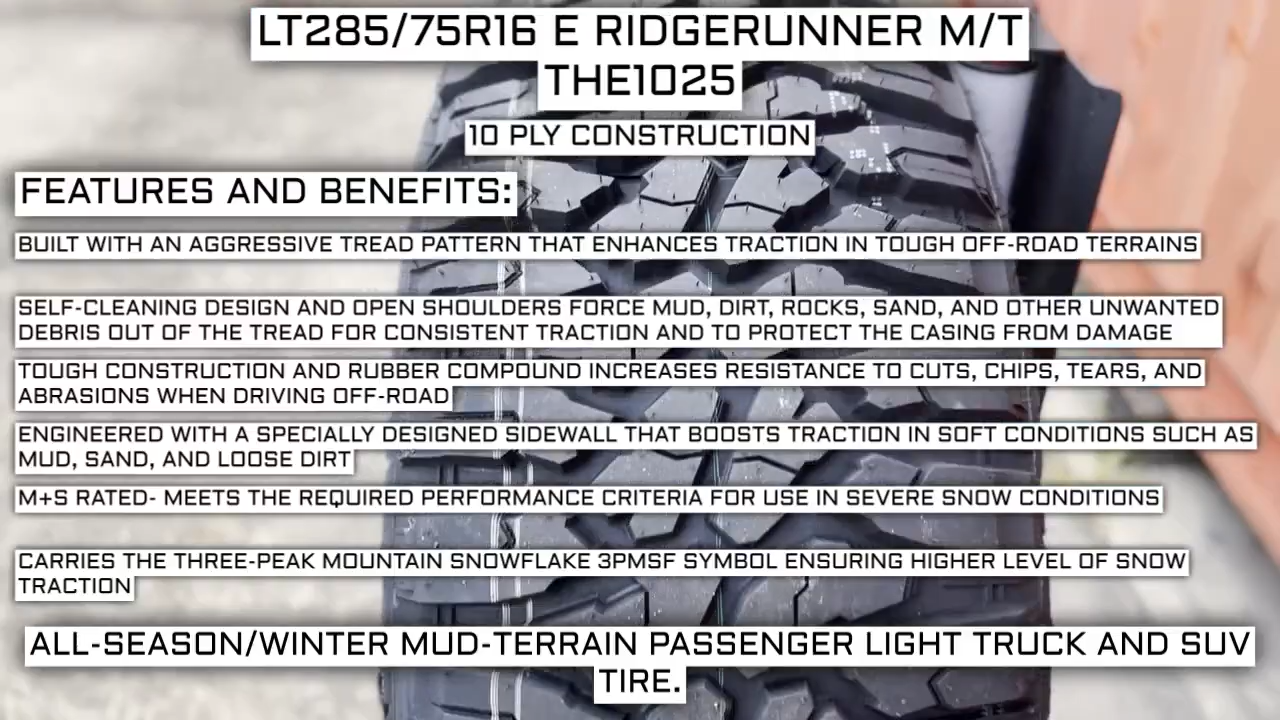 LT285/75R16 E RIDGERUNNER M/T
THE1025
10 PLY CONSTRUCTION
FEATURES AND BENEFITS:
BUILT WITH AN AGGRESSIVE TREAD PATTERN THAT ENHANCES TRACTION IN TOUGH OFF-ROAD TERRAINS
SELF-CLEANING DESIGN AND OPEN SHOULDERS FORCE MUD, DIRT, ROCKS, SAND, AND OTHER UNWANTED
DEBRIS OUT OF THE TREAD FOR CONSISTENT TRACTION AND TO PROTECT THE CASING FROM DAMAGE
TOUGH CONSTRUCTION AND RUBBER COMPOUND INCREASES RESISTANCE TO CUTS, CHIPS, TEARS, AND
ABRASIONS WHEN DRIVING OFF-ROAD
ENGINEERED WITH A SPECIALLY DESIGNED SIDEWALL THAT BOOSTS TRACTION IN SOFT CONDITIONS SUCH AS
MUD, SAND, AND LOOSE DIRT
M+S RATED- MEETS THE REQUIRED PERFORMANCE CRITERIA FOR USE IN SEVERE SNOW CONDITIONS
CARRIES THE THREE-PEAK MOUNTAIN SNOWFLAKE 3PMSF SYMBOL ENSURING HIGHER LEVEL OF SNOW
TRACTION
ALL-SEASON/WINTER MUD-TERRAIN PASSENGER LIGHT TRUCK AND SUV
TIRE.